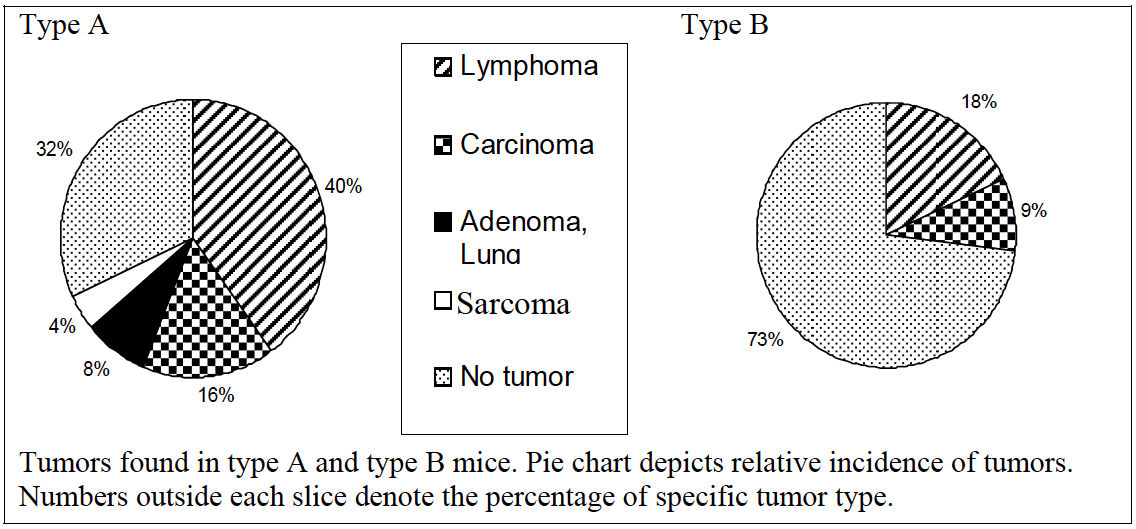 Type A
Type B
Lymphoma
Carcinoma
Adenoma,
Lung
Sarcoma
No tumor
32%
40%
4%
8%
16%
18%
9%
73%
Tumors found in type A and type B mice. Pie chart depicts relative incidence of tumors.
Numbers outside each slice denote the percentage of specific tumor type.